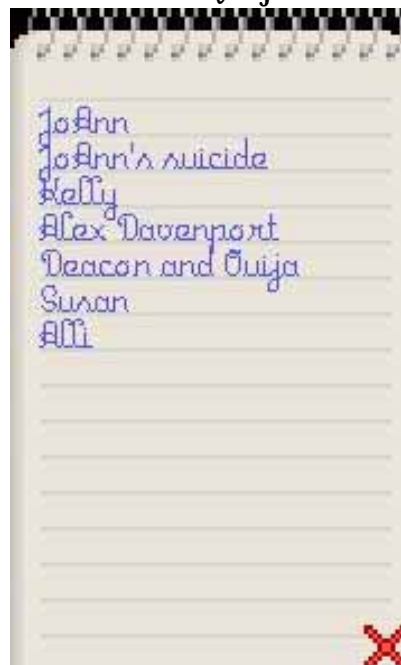 JoAnn
JoAnn's suicide
Kelly
Alex Davenport
Deacon and Ouija
Susan
Alli